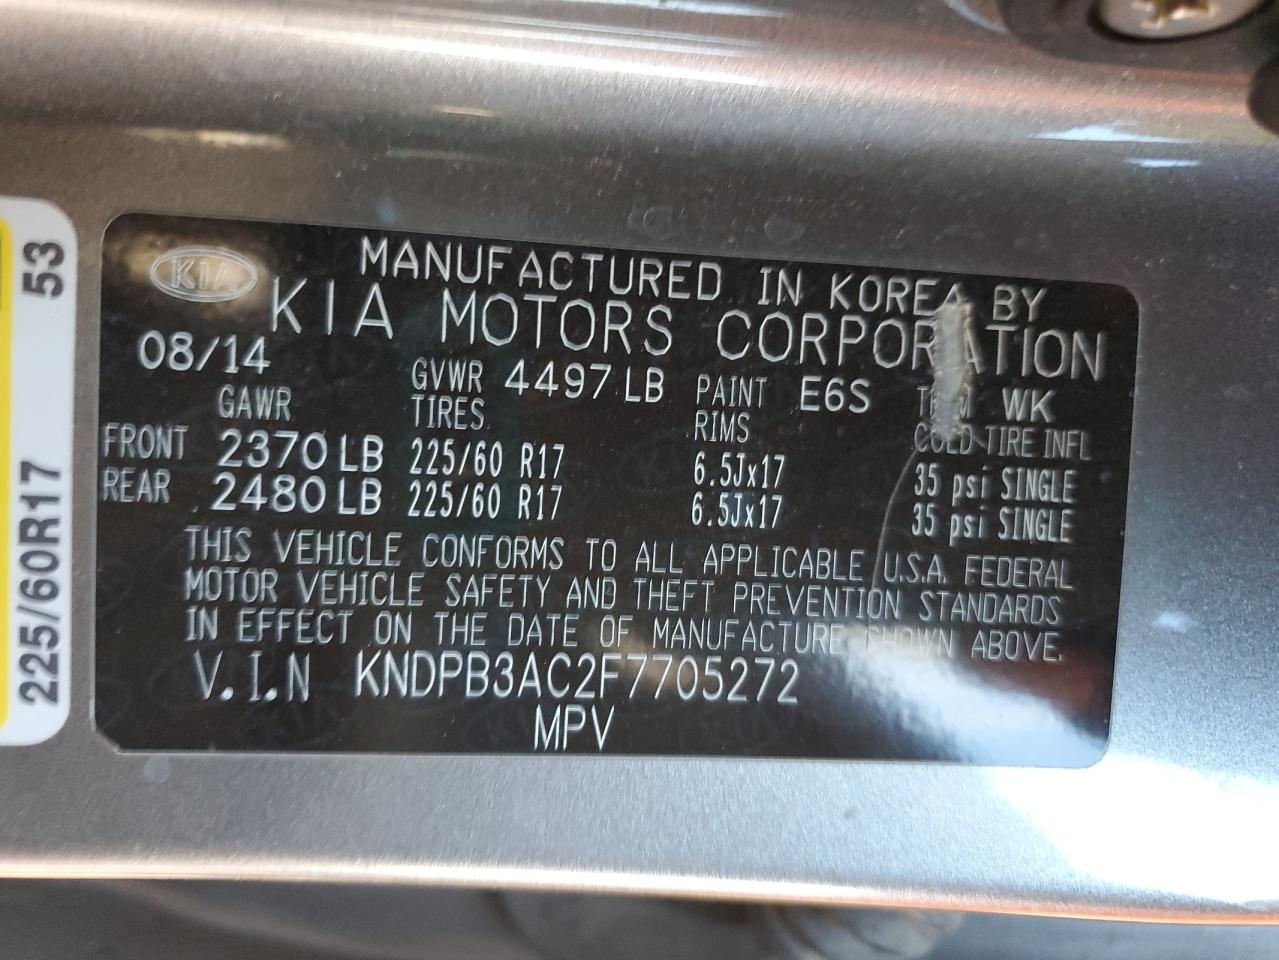 KIA
MANUFACTURED IN KOREA BY
KIA MOTORS CORPORATION
08/14 GVWR 4497 LB PAINT E6S TRIM WK
GAWR TIRES RIMS COLD TIRE INFL
FRONT 2370 LB 225/60 R17 6.5Jx17 35 psi SINGLE
REAR 2480 LB 225/60 R17 6.5Jx17 35 psi SINGLE
THIS VEHICLE CONFORMS TO ALL APPLICABLE U.S.A. FEDERAL
MOTOR VEHICLE SAFETY AND THEFT PREVENTION STANDARDS
IN EFFECT ON THE DATE OF MANUFACTURE SHOWN ABOVE.
V.I.N KNDPB3AC2F7705272
MPV
225/60R17 53